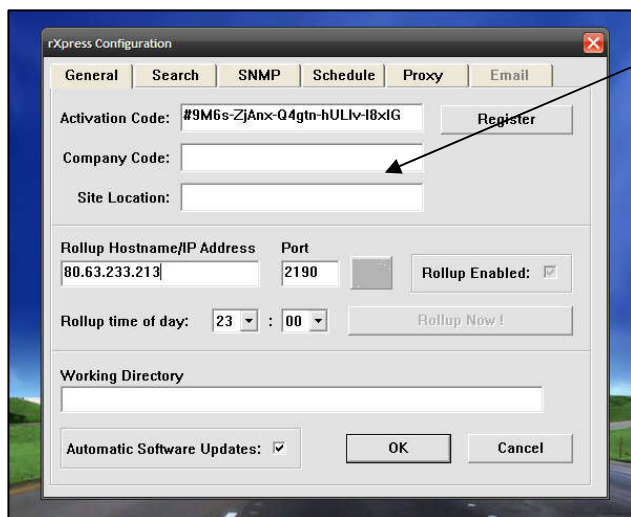 rXpress Configuration
General Search SNMP Schedule Proxy Email
Activation Code: #9M6s-ZjAnx-Q4gtn-hULlv-I8xIG Register
Company Code:
Site Location:
Rollup Hostname/IP Address Port
80.63.233.213 2190 Rollup Enabled:
Rollup time of day: 23 : 00 Rollup Now !
Working Directory
Automatic Software Updates: OK Cancel